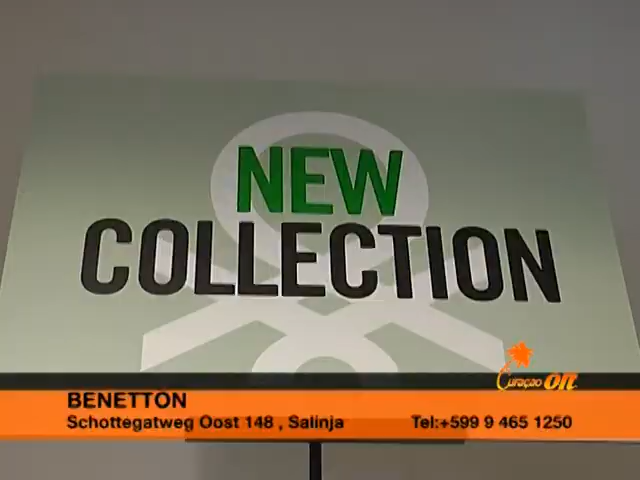 NEW
COLLECTION
Curaçao ON
BENETTON
Schottegatweg Oost 148 , Salinja Tel:+599 9 465 1250